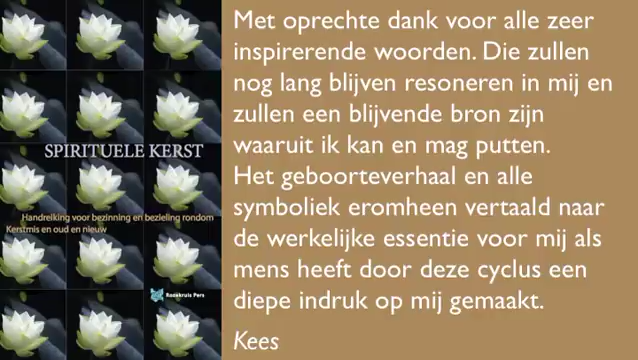 SPIRITUELE KERST
Handreiking voor bezinning en bezieling rondom
Kerstmis en oud en nieuw
Rozekruis Pers
Met oprechte dank voor alle zeer
inspirerende woorden. Die zullen
nog lang blijven resoneren in mij en
zullen een blijvende bron zijn
waaruit ik kan en mag putten.
Het geboorteverhaal en alle
symboliek eromheen vertaald naar
de werkelijke essentie voor mij als
mens heeft door deze cyclus een
diepe indruk op mij gemaakt.
Kees